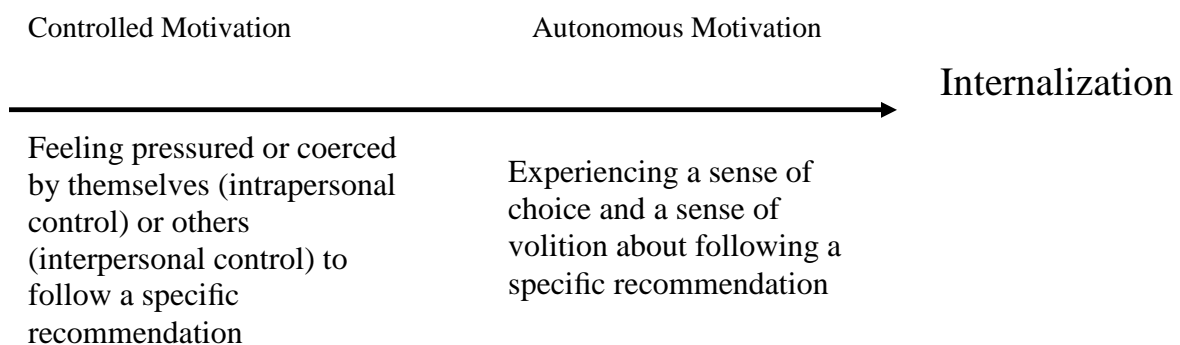 Controlled Motivation
Autonomous Motivation
Internalization
Feeling pressured or coerced
by themselves (intrapersonal
control) or others
(interpersonal control) to
follow a specific
recommendation
Experiencing a sense of
choice and a sense of
volition about following a
specific recommendation